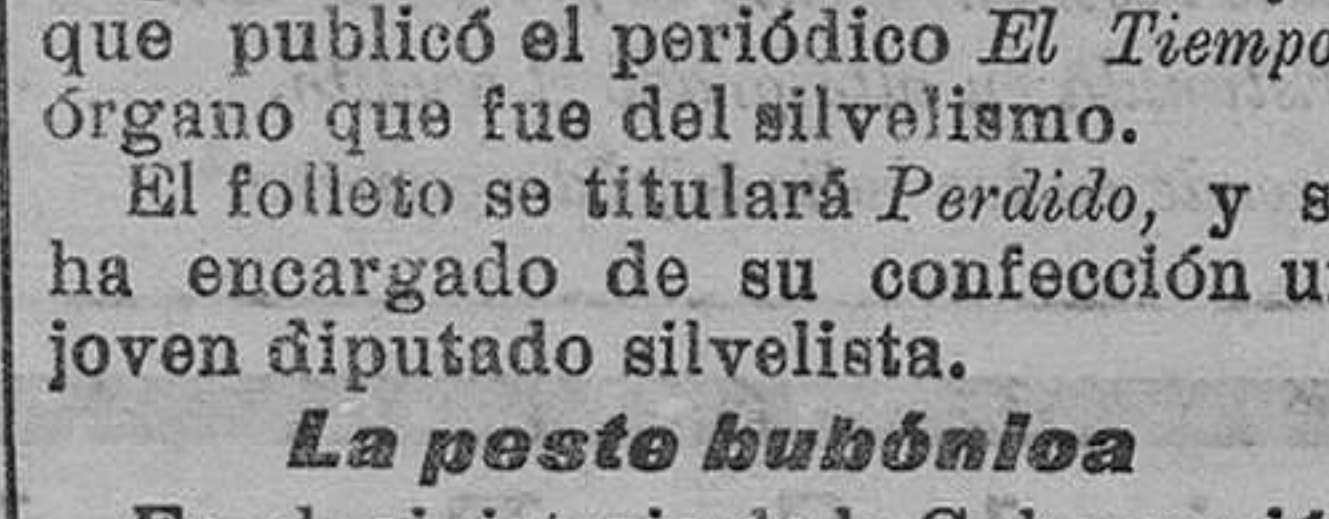 que publicó el periódico El Tiempo
órgano que fue del silvelismo.
El folleto se titulará Perdido, y s
ha encargado de su confección un
joven diputado silvelista.
La peste bubónica